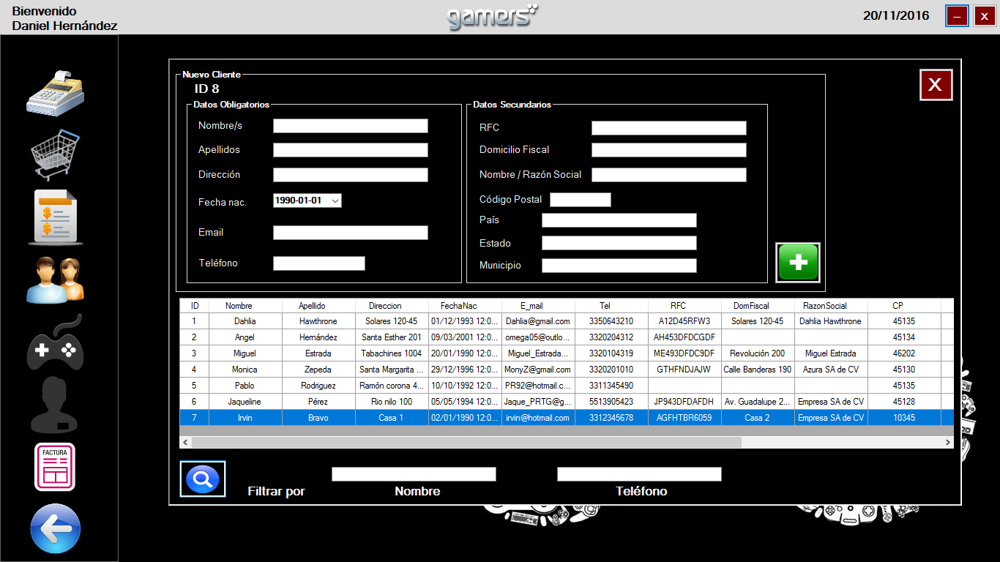 Bienvenido
Daniel Hernández
gamers
20/11/2016
–
X
X
Nuevo Cliente
ID 8
Datos Obligatorios
Nombre/s
Apellidos
Dirección
Fecha nac.
1990-01-01
Email
Teléfono
Datos Secundarios
RFC
Domicilio Fiscal
Nombre / Razón Social
Código Postal
País
Estado
Municipio
ID Nombre Apellido Direccion FechaNac E_mail Tel RFC DomFiscal RazonSocial CP
1 Dahlia Hawthrone Solares 120-45 01/12/1993 12:0... Dahlia@gmail.com 3350643210 A12D45RFW3 Solares 120-45 Dahlia Hawthrone 45135
2 Angel Hernández Santa Esther 201 09/03/2001 12:0... omega05@outlo... 3320204312 AH453DFDCGDF 45134
3 Miguel Estrada Tabachines 1004 20/01/1990 12:0... Miguel_Estrada... 3320104319 ME493DFDC9DF Revolución 200 Miguel Estrada 46202
4 Monica Zepeda Santa Margarita ... 29/12/1996 12:0... MonyZ@gmail.com 3320201010 GTHFNDJAJW Calle Banderas 190 Azura SA de CV 45130
5 Pablo Rodriguez Ramón corona 4... 10/10/1992 12:0... PR92@hotmail.c... 3311345490 45135
6 Jaqueline Pérez Rio nilo 100 05/05/1994 12:0... Jaque_PRTG@g... 5513905423 JP943DFDAFDH Av. Guadalupe 2... Empresa SA de CV 45128
7 Irvin Bravo Casa 1 02/01/1990 12:0... irvin@hotmail.com 3312345678 AGFHTBR6059 Casa 2 Empresa SA de CV 10345
FACTURA
Filtrar por
Nombre
Teléfono